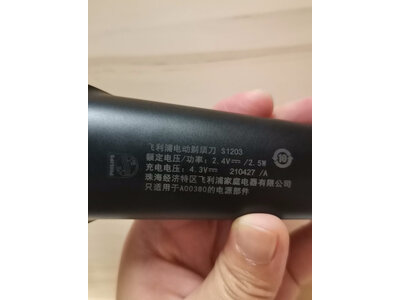 飞利浦电动剃须刀 S1203
额定电压/功率: 2.4V⎓ /2.5W
充电电压: 4.3V⎓ 210427 /A
珠海经济特区飞利浦家庭电器有限公司
只适用于A00380的电源部件
PHILIPS
10